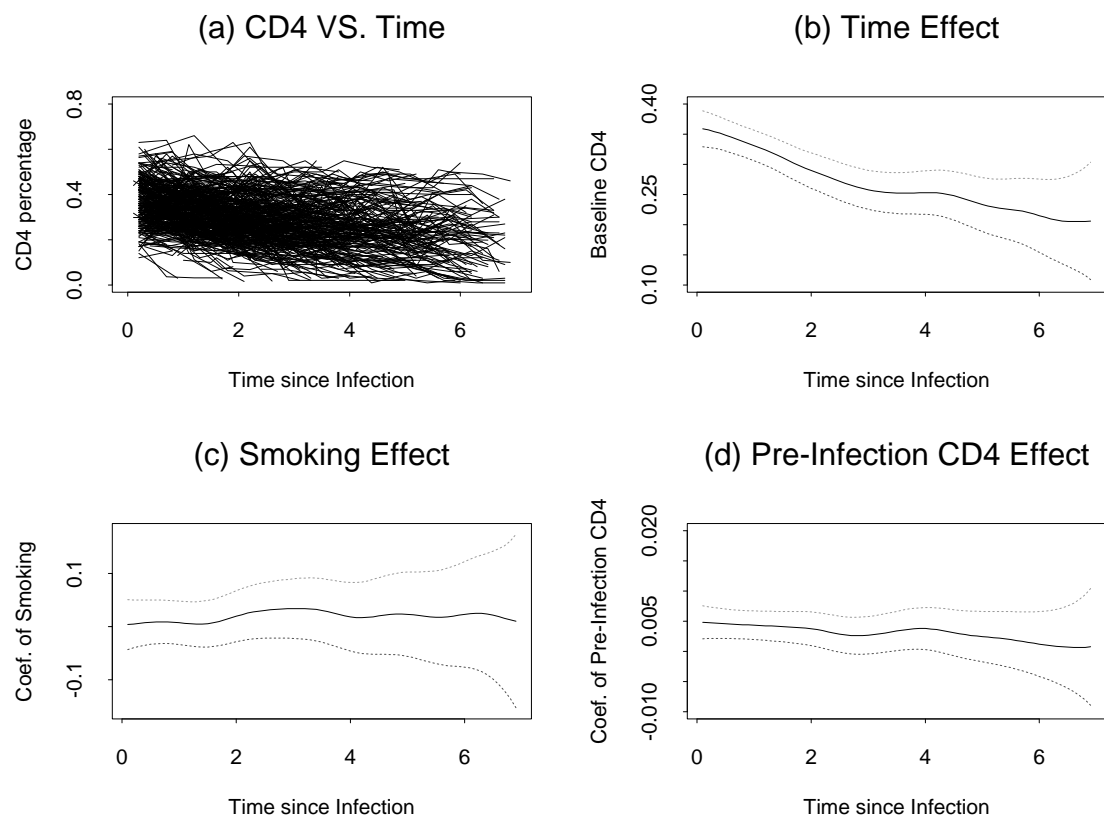 (a) CD4 VS. Time
CD4 percentage
0.8
0.4
0.0
0 2 4 6
Time since Infection
(b) Time Effect
Baseline CD4
0.40
0.25
0.10
0 2 4 6
Time since Infection
(c) Smoking Effect
Coef. of Smoking
0.1
-0.1
0 2 4 6
Time since Infection
(d) Pre-Infection CD4 Effect
Coef. of Pre-Infection CD4
0.020
0.005
-0.010
0 2 4 6
Time since Infection